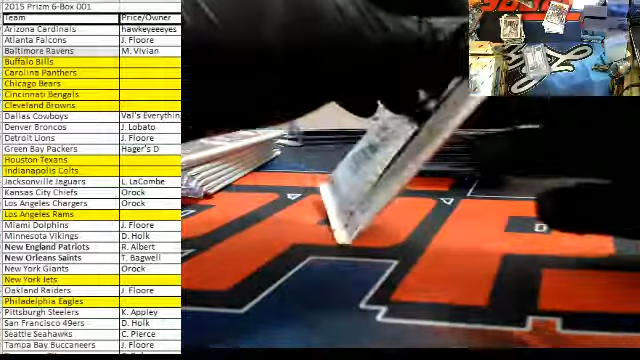 2015 Prizm 6-Box 001
Team Price/Owner
Arizona Cardinals hawkeyeeyes
Atlanta Falcons J. Floore
Baltimore Ravens M. Vivian
Buffalo Bills
Carolina Panthers
Chicago Bears
Cincinnati Bengals
Cleveland Browns
Dallas Cowboys Val's Everythin
Denver Broncos J. Lobato
Detroit Lions J. Floore
Green Bay Packers Hager's D
Houston Texans
Indianapolis Colts
Jacksonville Jaguars L. LaCombe
Kansas City Chiefs Orock
Los Angeles Chargers Orock
Los Angeles Rams
Miami Dolphins J. Floore
Minnesota Vikings D. Holk
New England Patriots R. Albert
New Orleans Saints T. Bagwell
New York Giants Orock
New York Jets
Oakland Raiders J. Floore
Philadelphia Eagles
Pittsburgh Steelers K. Appley
San Francisco 49ers D. Holk
Seattle Seahawks C. Pierce
Tampa Bay Buccaneers J. Floore